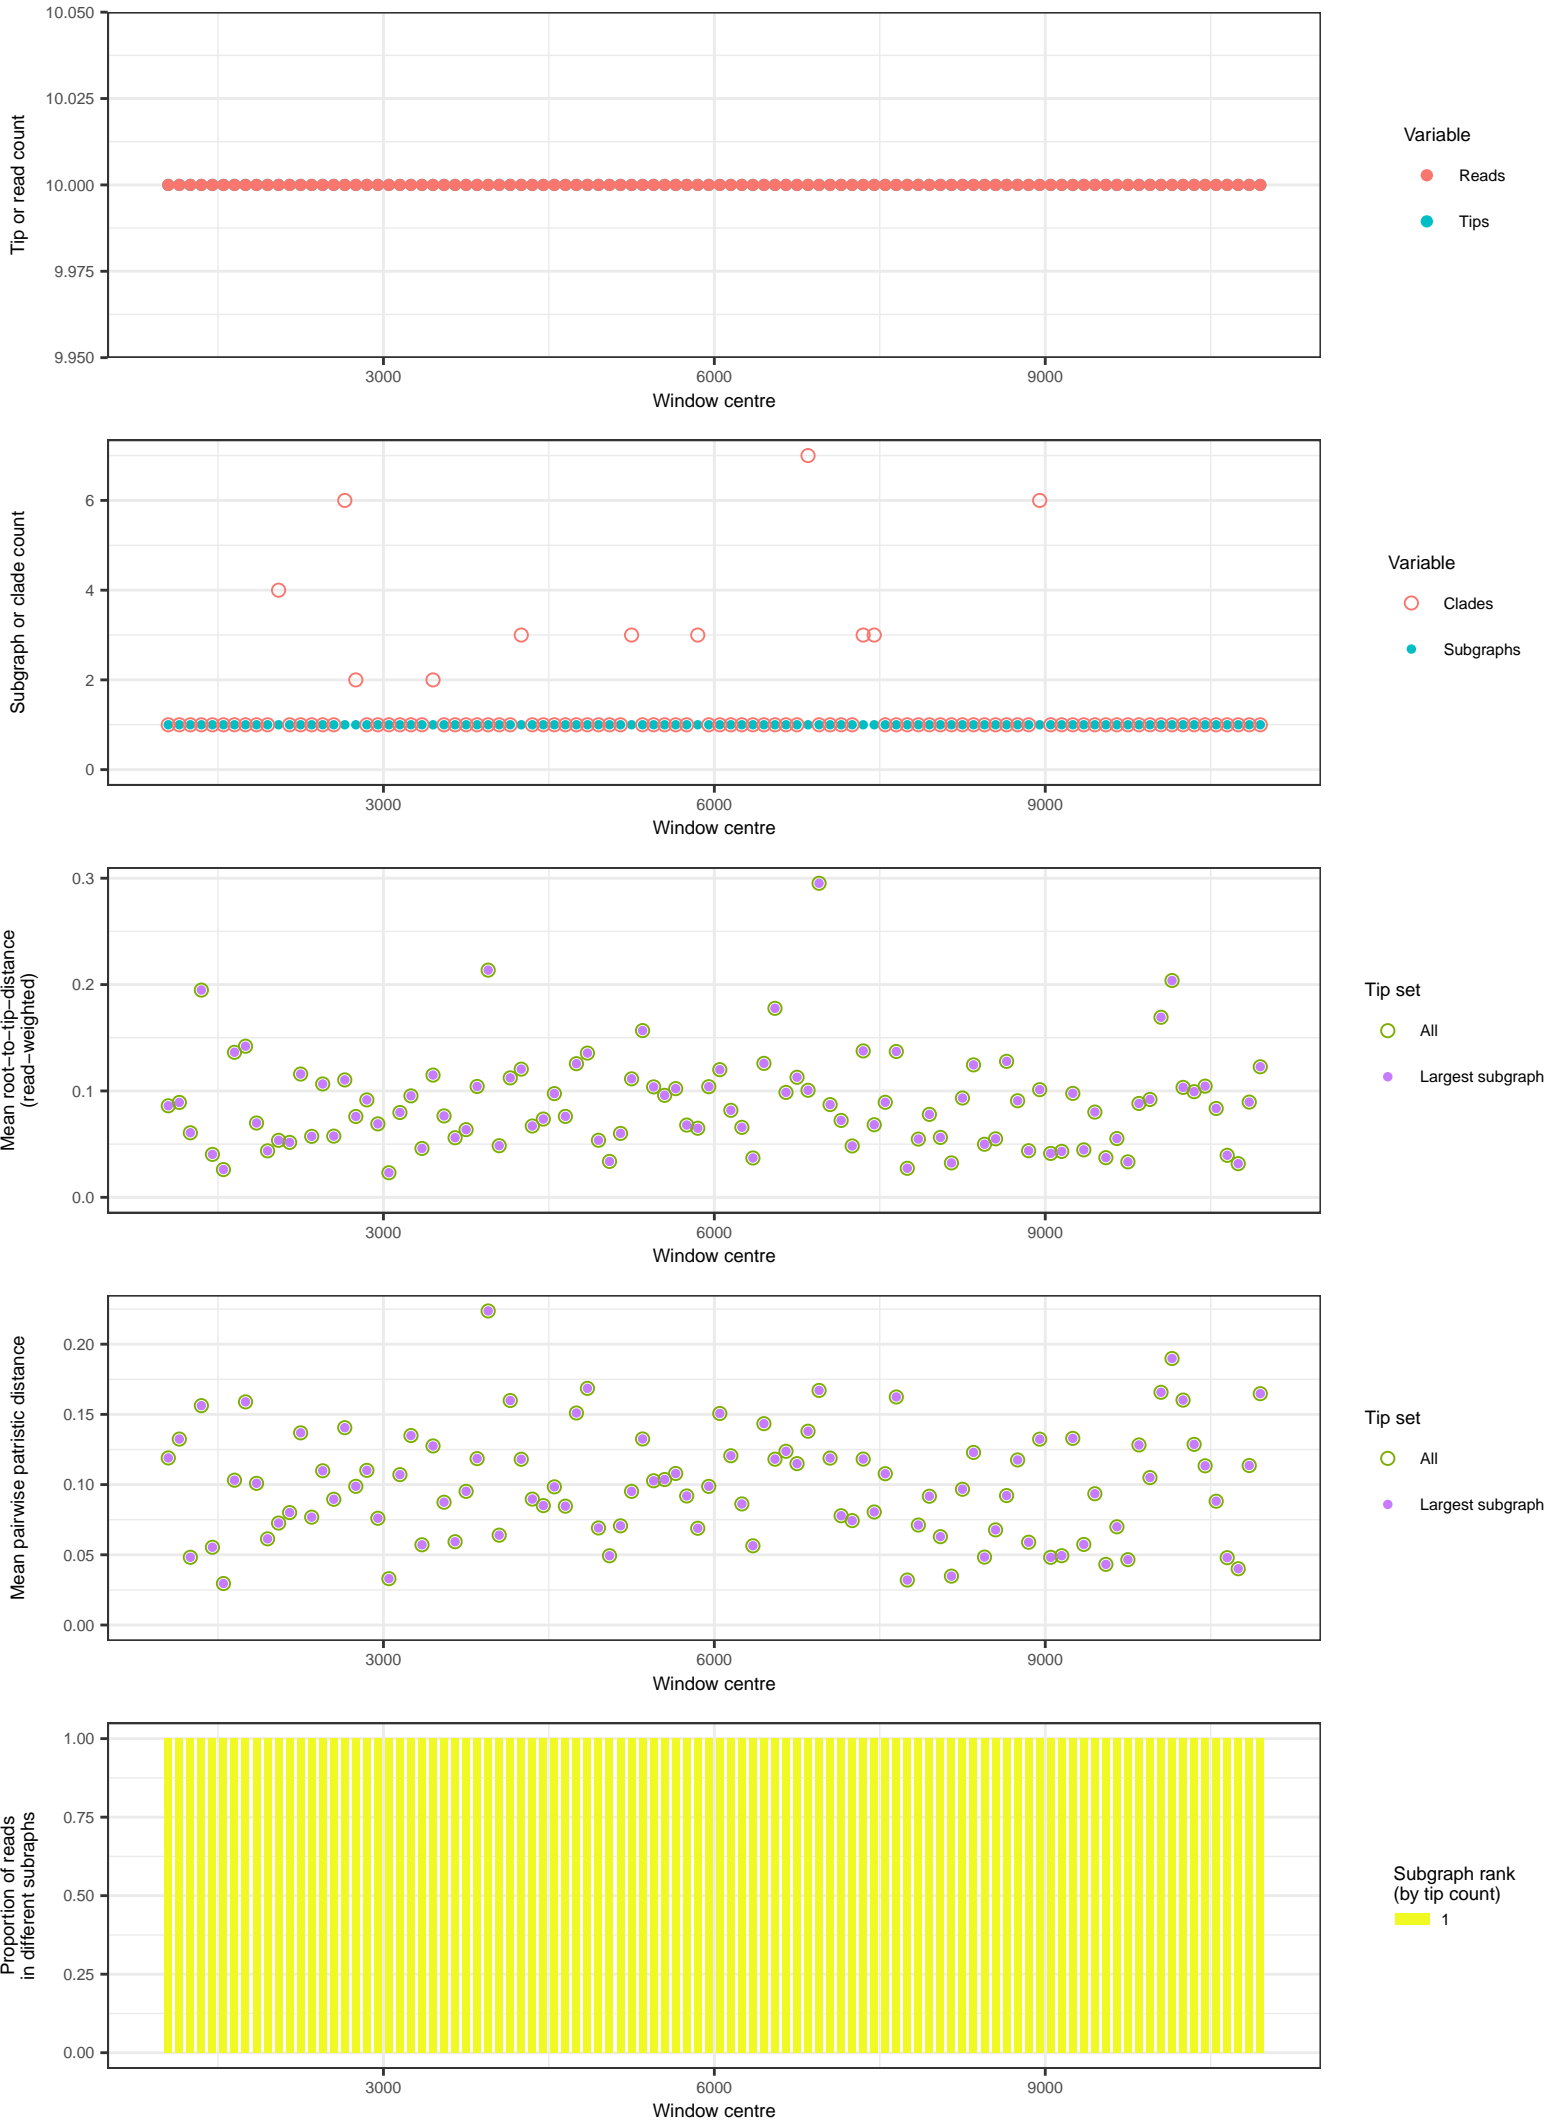 10.050
10.025
10.000
9.975
9.950
Tip or read count
3000 6000 9000
Window centre
Variable
Reads
Tips
6
4
2
0
Subgraph or clade count
3000 6000 9000
Window centre
Variable
Clades
Subgraphs
0.3
0.2
0.1
0.0
Mean root−to−tip−distance
(read−weighted)
3000 6000 9000
Window centre
Tip set
All
Largest subgraph
0.20
0.15
0.10
0.05
0.00
Mean pairwise patristic distance
3000 6000 9000
Window centre
Tip set
All
Largest subgraph
1.00
0.75
0.50
0.25
0.00
Proportion of reads
in different subraphs
3000 6000 9000
Window centre
Subgraph rank
(by tip count)
1